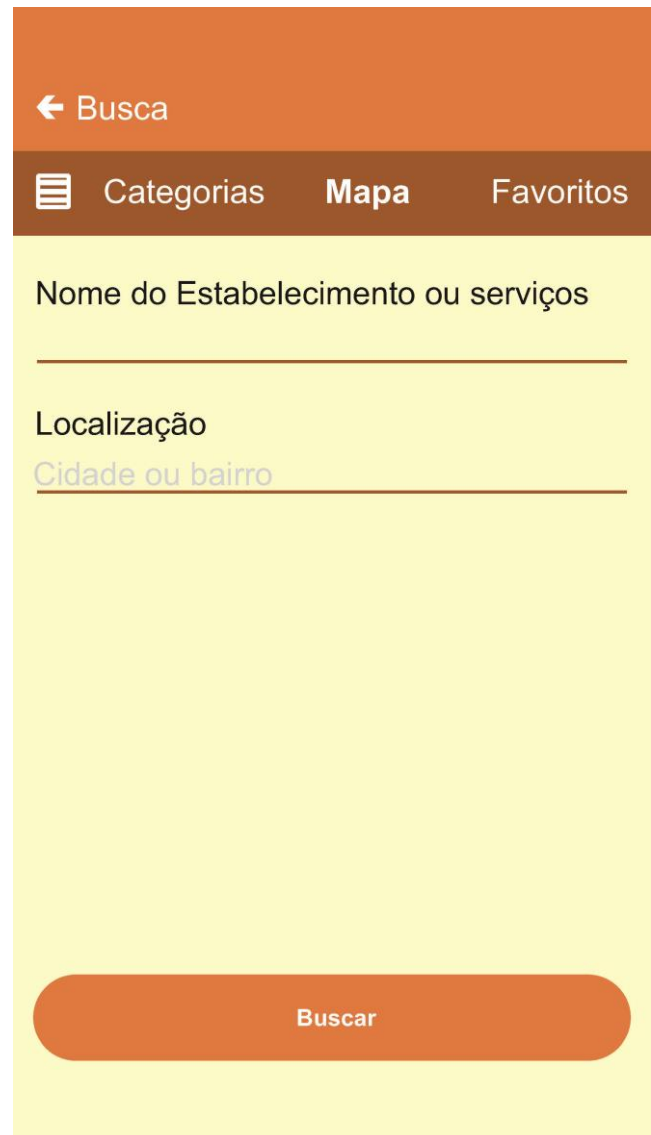 Busca
Categorias Mapa Favoritos
Nome do Estabelecimento ou serviços
Localização
Cidade ou bairro
Buscar